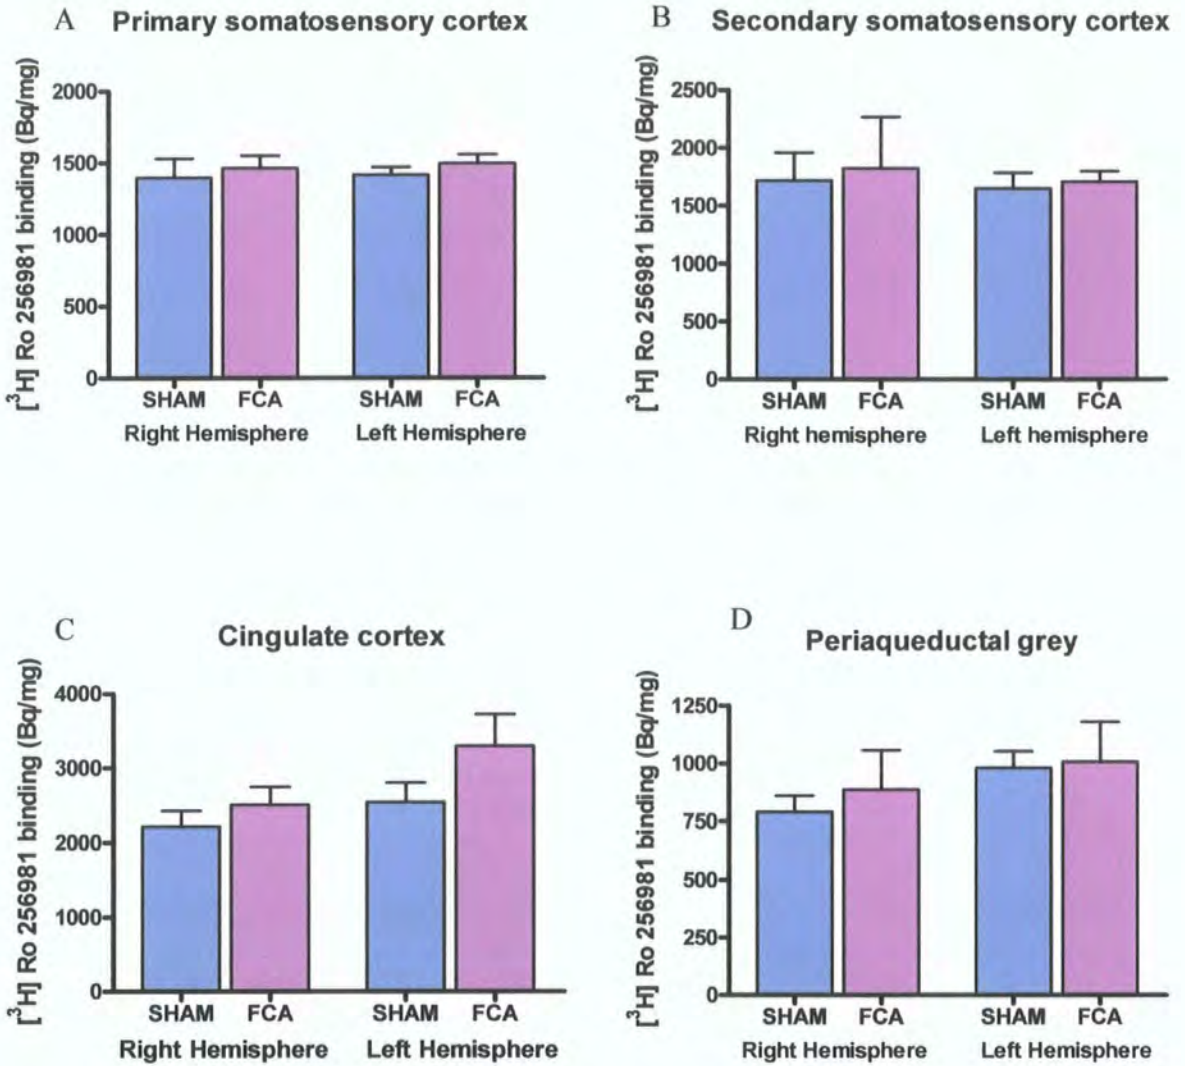 A
Primary somatosensory cortex
[³H] Ro 256981 binding (Bq/mg)
2000
1500
1000
500
0
SHAM FCA SHAM FCA
Right Hemisphere Left Hemisphere
B
Secondary somatosensory cortex
[³H] Ro 256981 binding (Bq/mg)
2500
2000
1500
1000
500
0
SHAM FCA SHAM FCA
Right hemisphere Left hemisphere
C
Cingulate cortex
[³H] Ro 256981 binding (Bq/mg)
4000
3000
2000
1000
0
SHAM FCA SHAM FCA
Right Hemisphere Left Hemisphere
D
Periaqueductal grey
[³H] Ro 256981 binding (Bq/mg)
1250
1000
750
500
250
0
SHAM FCA SHAM FCA
Right Hemisphere Left Hemisphere